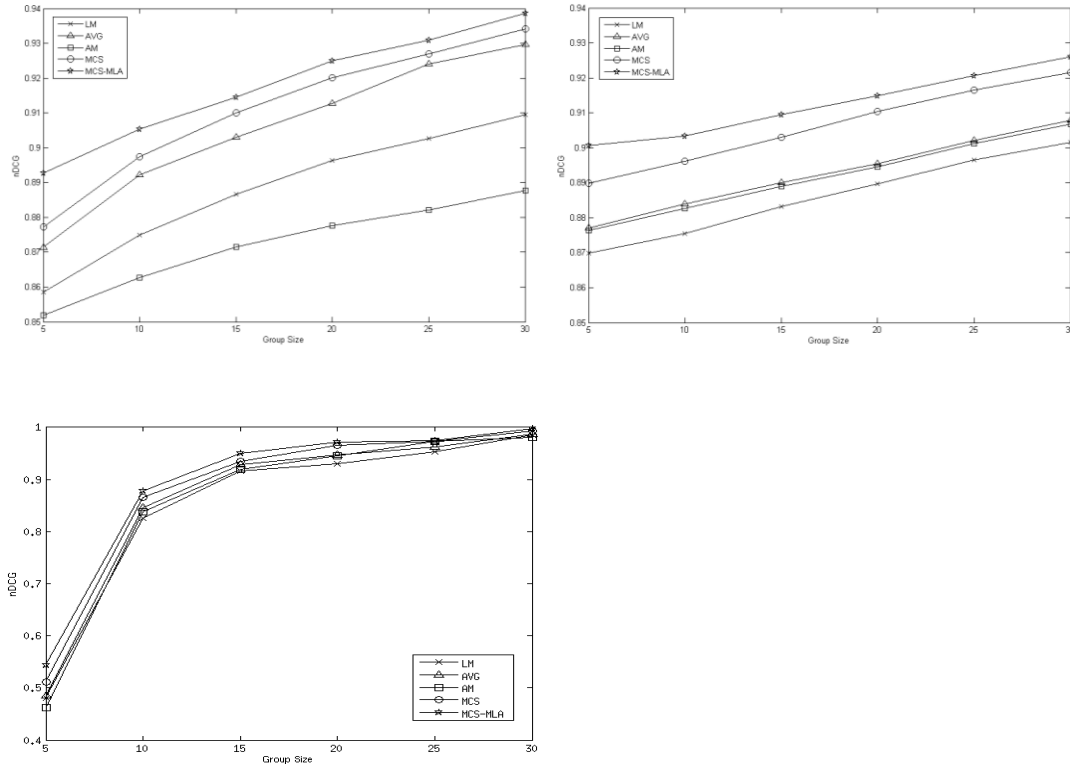 0.94
0.93
0.92
0.91
0.9
0.89
0.88
0.87
0.86
0.85
nDCG
LM
AVG
AM
MCS
MCS-MLA
5 10 15 20 25 30
Group Size
0.94
0.93
0.92
0.91
0.9
0.89
0.88
0.87
0.86
0.85
nDCG
LM
AVG
AM
MCS
MCS-MLA
5 10 15 20 25
Group Size
1
0.9
0.8
0.7
0.6
0.5
0.4
nDCG
LM
AVG
AM
MCS
MCS-MLA
5 10 15 20 25 30
Group Size